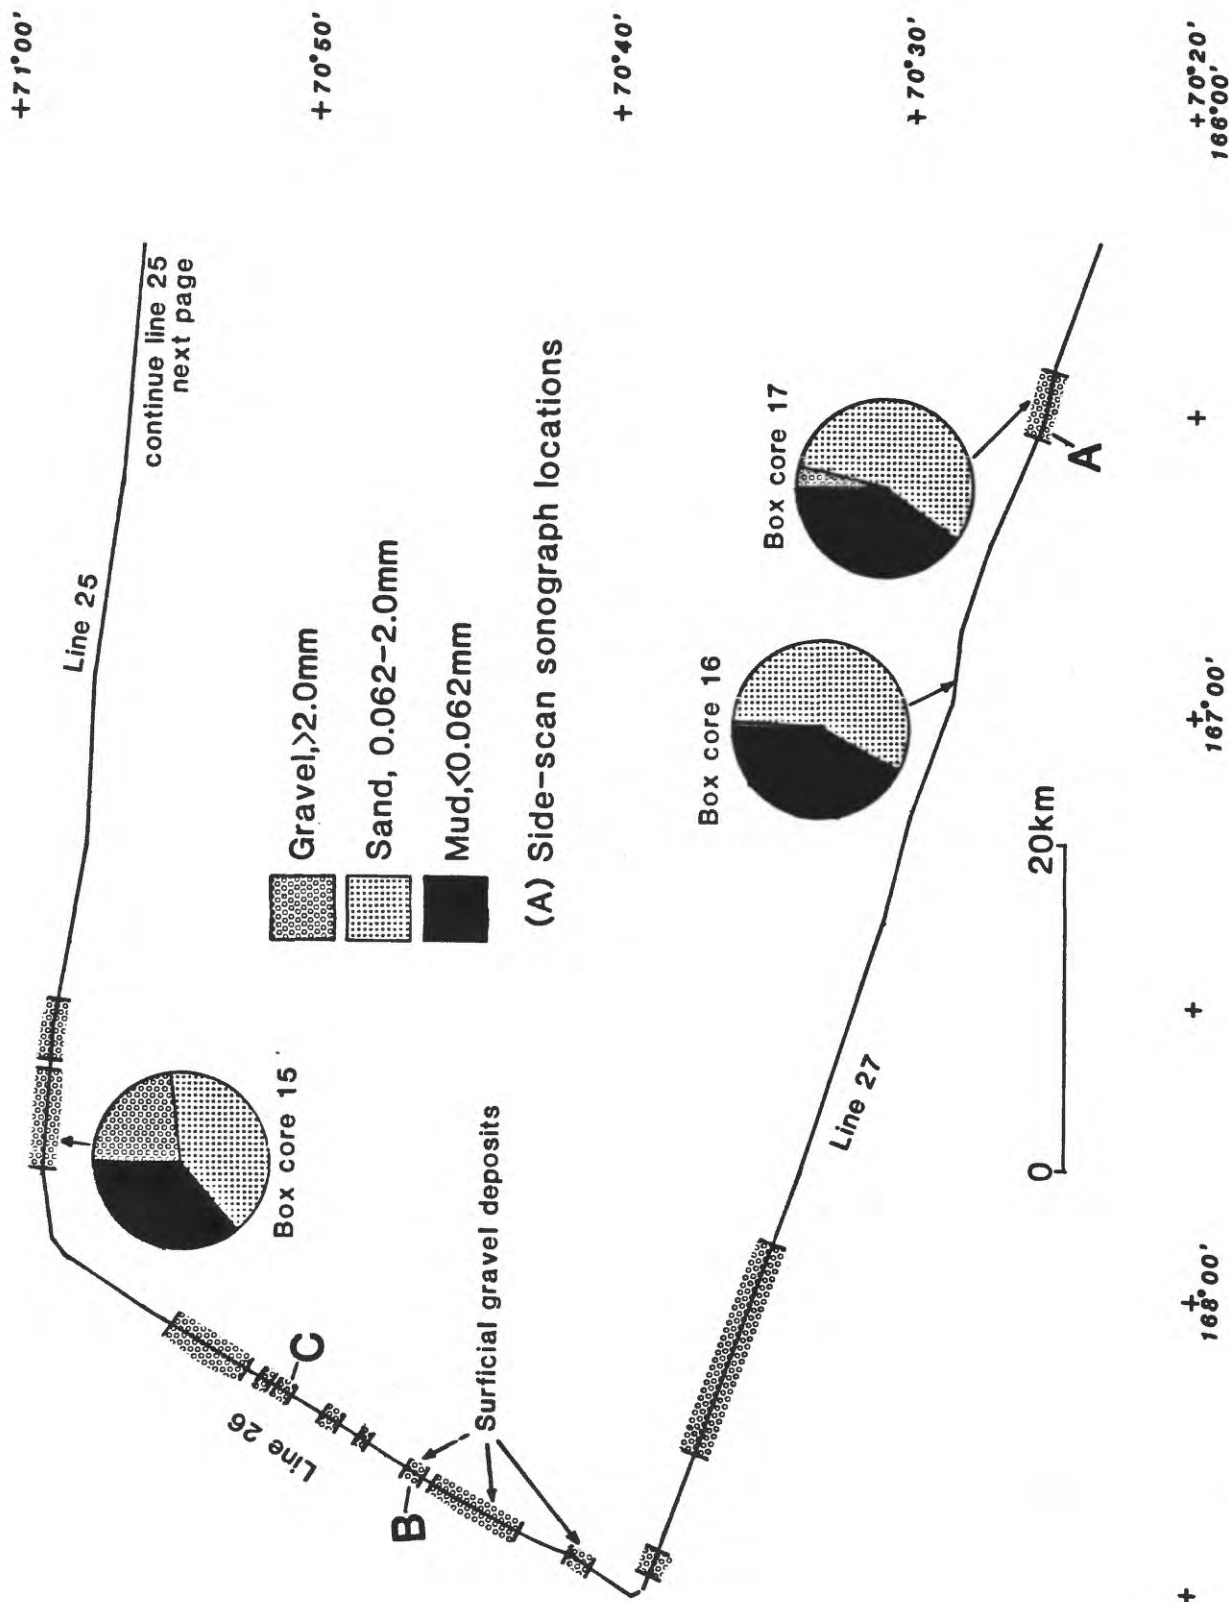 +71°00'
+70°50'
+70°40'
+70°30'
+70°20'
166°00'
continue line 25
next page
Line 25
Gravel,>2.0mm
Sand, 0.062-2.0mm
Mud,<0.062mm
(A) Side-scan sonograph locations
Box core 15
Box core 16
Box core 17
A
Line 26
C
B
Surficial gravel deposits
Line 27
0
20km
+
+
167°00'
+
+
168°00'
+